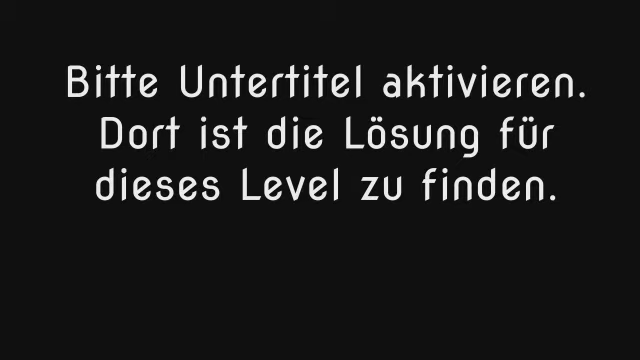 Bitte Untertitel aktivieren.
Dort ist die Lösung für
dieses Level zu finden.